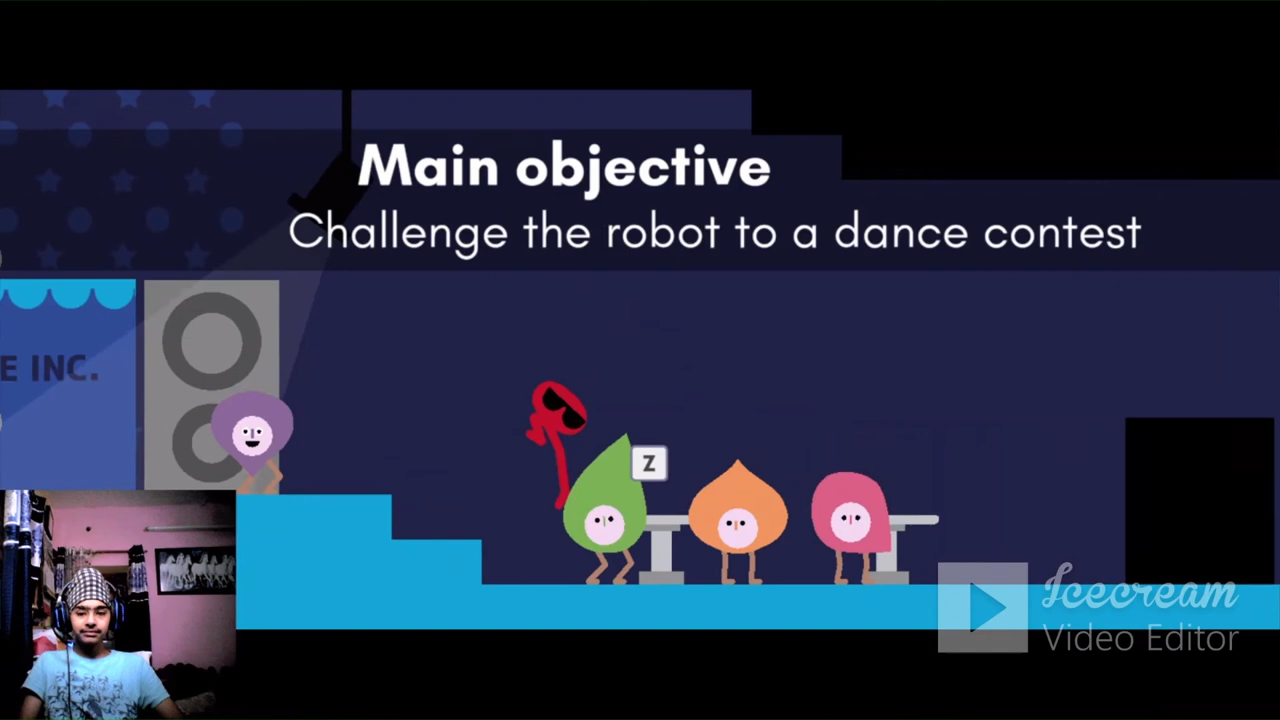 Main objective
Challenge the robot to a dance contest
E INC.
Z
Icecream
Video Editor